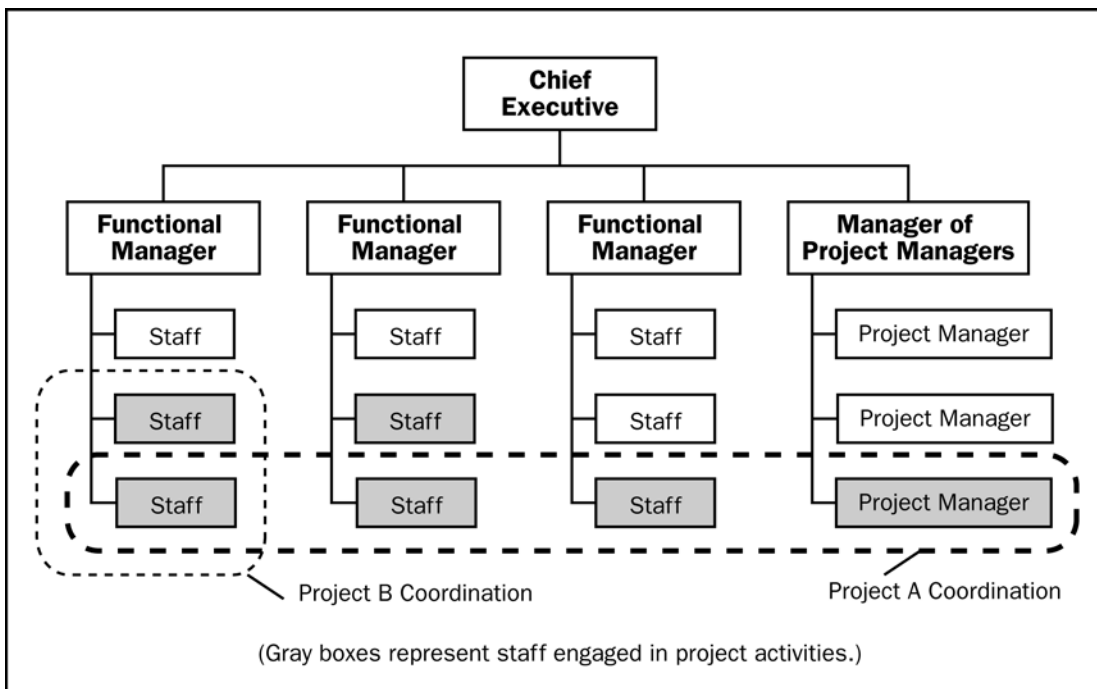 Chief
Executive
Functional
Manager
Functional
Manager
Functional
Manager
Manager of
Project Managers
Staff
Staff
Staff
Project Manager
Staff
Staff
Staff
Project Manager
Staff
Staff
Staff
Project Manager
Project B Coordination
Project A Coordination
(Gray boxes represent staff engaged in project activities.)